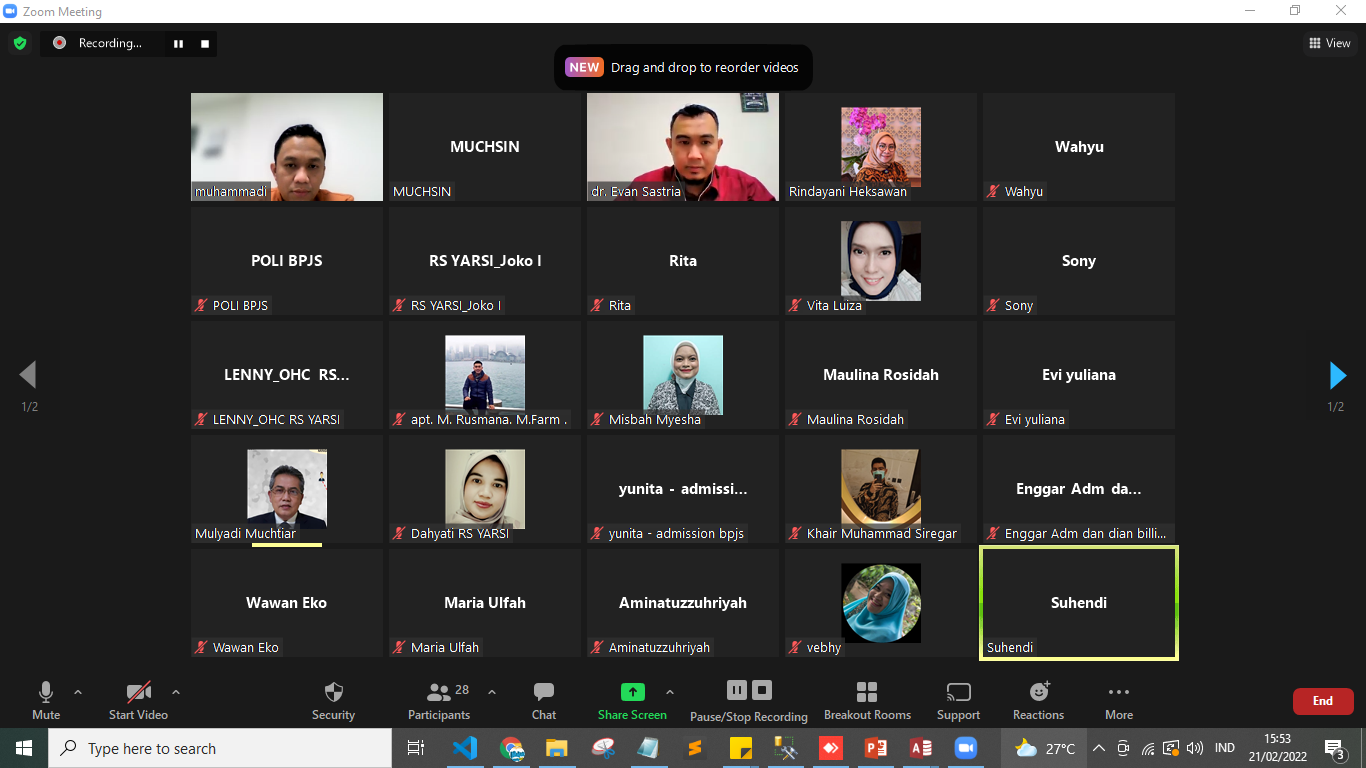 Zoom Meeting
Recording...
View
NEW Drag and drop to reorder videos
muhammadi
MUCHSIN
MUCHSIN
dr. Evan Sastria
Rindayani Heksawan
Wahyu
Wahyu
POLI BPJS
POLI BPJS
RS YARSI_Joko I
RS YARSI_Joko I
Rita
Rita
Vita Luiza
Sony
Sony
LENNY_OHC RS...
LENNY_OHC RS YARSI
apt. M. Rusmana. M.Farm .
Misbah Myesha
Maulina Rosidah
Maulina Rosidah
Evi yuliana
Evi yuliana
1/2
1/2
Mulyadi Muchtiar
Dahyati RS YARSI
yunita - admissi...
yunita - admission bpjs
Khair Muhammad Siregar
Enggar Adm da...
Enggar Adm dan dian billi...
Wawan Eko
Wawan Eko
Maria Ulfah
Maria Ulfah
Aminatuzzuhriyah
Aminatuzzuhriyah
vebhy
Suhendi
Suhendi
Mute
Start Video
Security
Participants
28
Chat
Share Screen
Pause/Stop Recording
Breakout Rooms
Support
Reactions
More
End
Type here to search
27°C
IND
15:53
21/02/2022
3